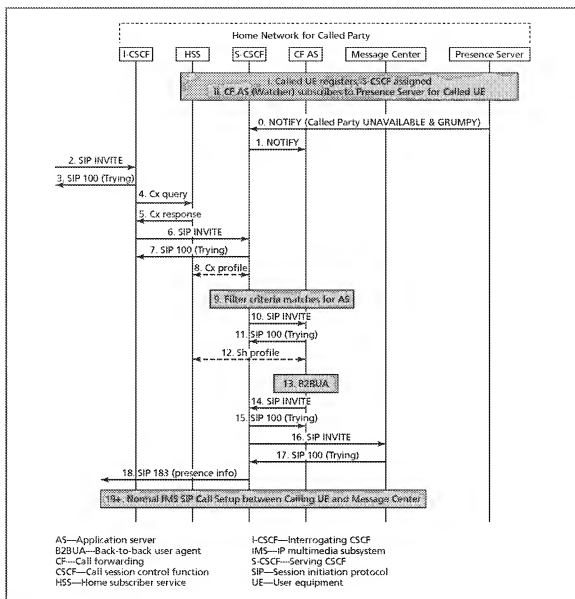 Home Network for Called Party
I-CSCF HSS S-CSCF CF AS Message Center Presence Server
i. Called UE registers, S-CSCF assigned
ii. CF AS (Watcher) subscribes to Presence Server for Called UE
0. NOTIFY (Called Party UNAVAILABLE & GRUMPY)
1. NOTIFY
2. SIP INVITE
3. SIP 100 (Trying)
4. Cx query
5. Cx response
6. SIP INVITE
7. SIP 100 (Trying)
8. Cx profile
9. Filter criteria matches for AS
10. SIP INVITE
11. SIP 100 (Trying)
12. Sh profile
13. B2BUA
14. SIP INVITE
15. SIP 100 (Trying)
16. SIP INVITE
17. SIP 100 (Trying)
18. SIP 183 (presence info)
19+. Normal IMS SIP Call Setup between Calling UE and Message Center
AS—Application server
B2BUA—Back-to-back user agent
CF—Call forwarding
CSCF—Call session control function
HSS—Home subscriber service
I-CSCF—Interrogating CSCF
IMS—IP multimedia subsystem
S-CSCF—Serving CSCF
SIP—Session initiation protocol
UE—User equipment